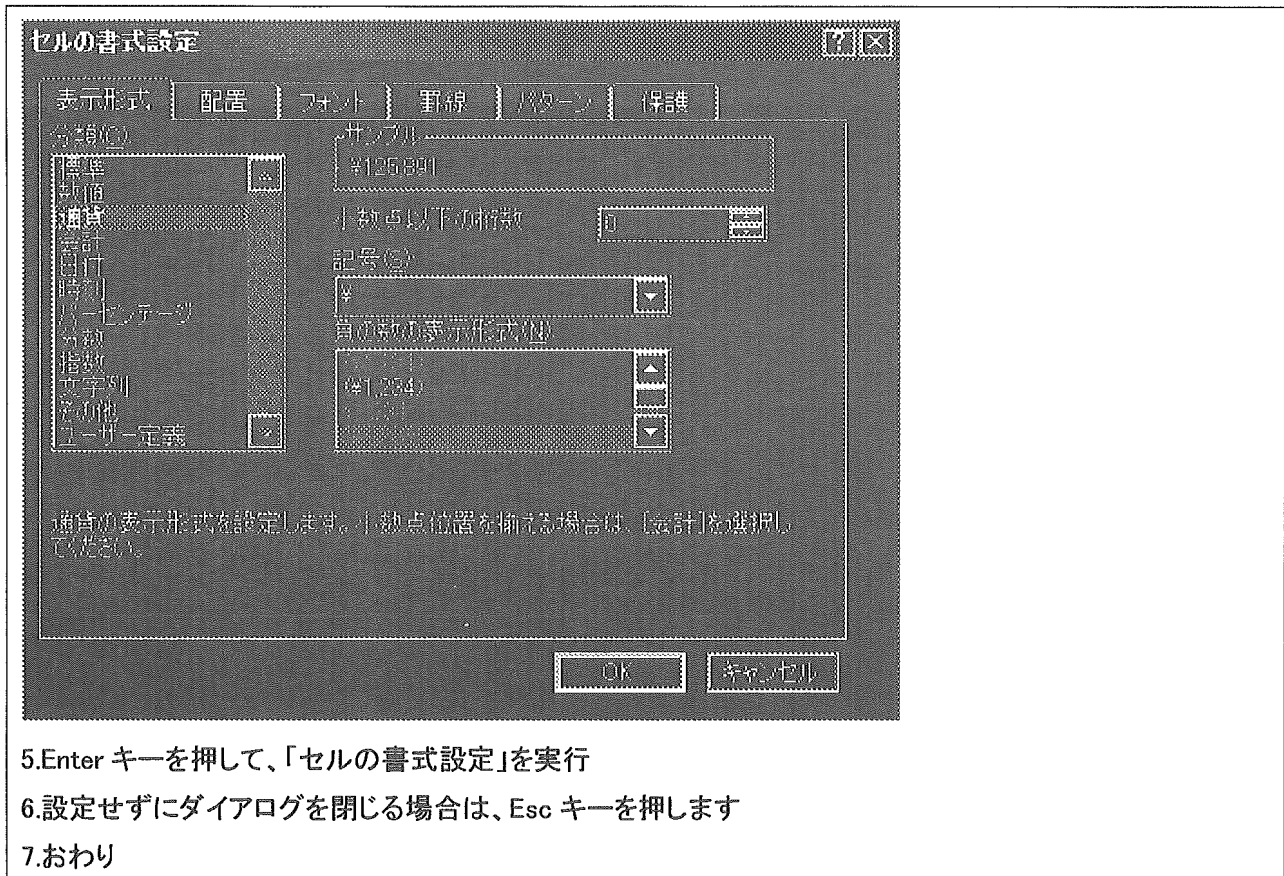 セルの書式設定
表示形式 配置 フォント 罫線 パターン 保護
分類(C)
サンプル
標準
¥125,891
数値
通貨
小数点以下の桁数 0
会計
記号(S)
日付
時刻
¥
パーセンテージ
負の数の表示形式(N)
分数
指数
(¥1,234)
文字列
その他
ユーザー定義
通貨の表示形式を設定します。小数点位置を揃える場合は、[会計]を選択し
てください。
OK キャンセル
5.Enter キーを押して、「セルの書式設定」を実行
6.設定せずにダイアログを閉じる場合は、Esc キーを押します
7.おわり